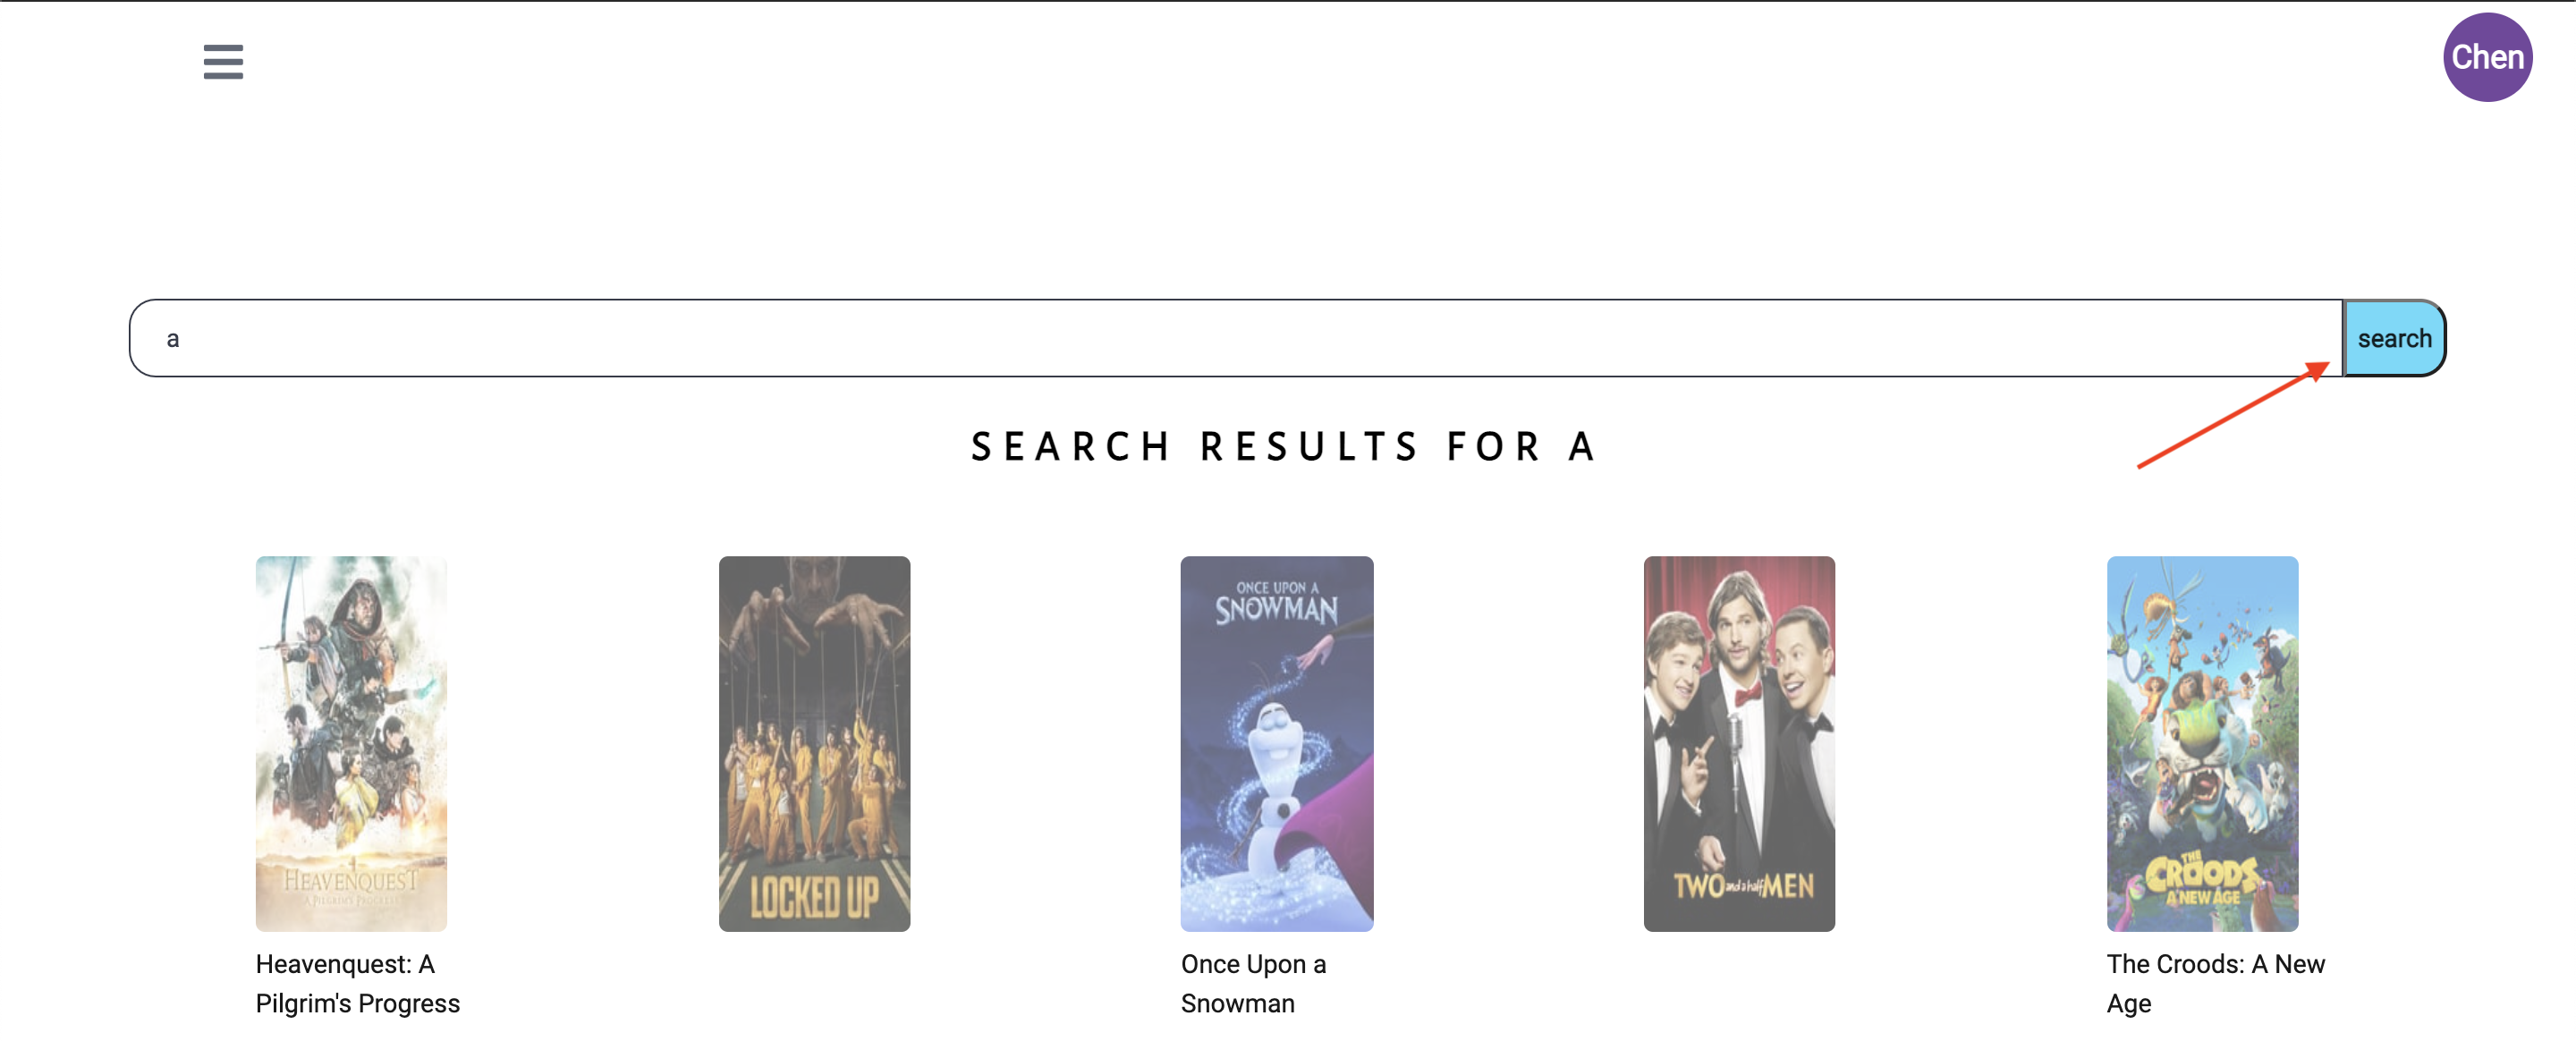 Chen
a
search
SEARCH RESULTS FOR A
HEAVENQUEST
A PILGRIM'S PROGRESS
LOCKED UP
ONCE UPON A
SNOWMAN
TWO and a half MEN
THE
CROODS
A NEW AGE
Heavenquest: A
Pilgrim's Progress
Once Upon a
Snowman
The Croods: A New
Age